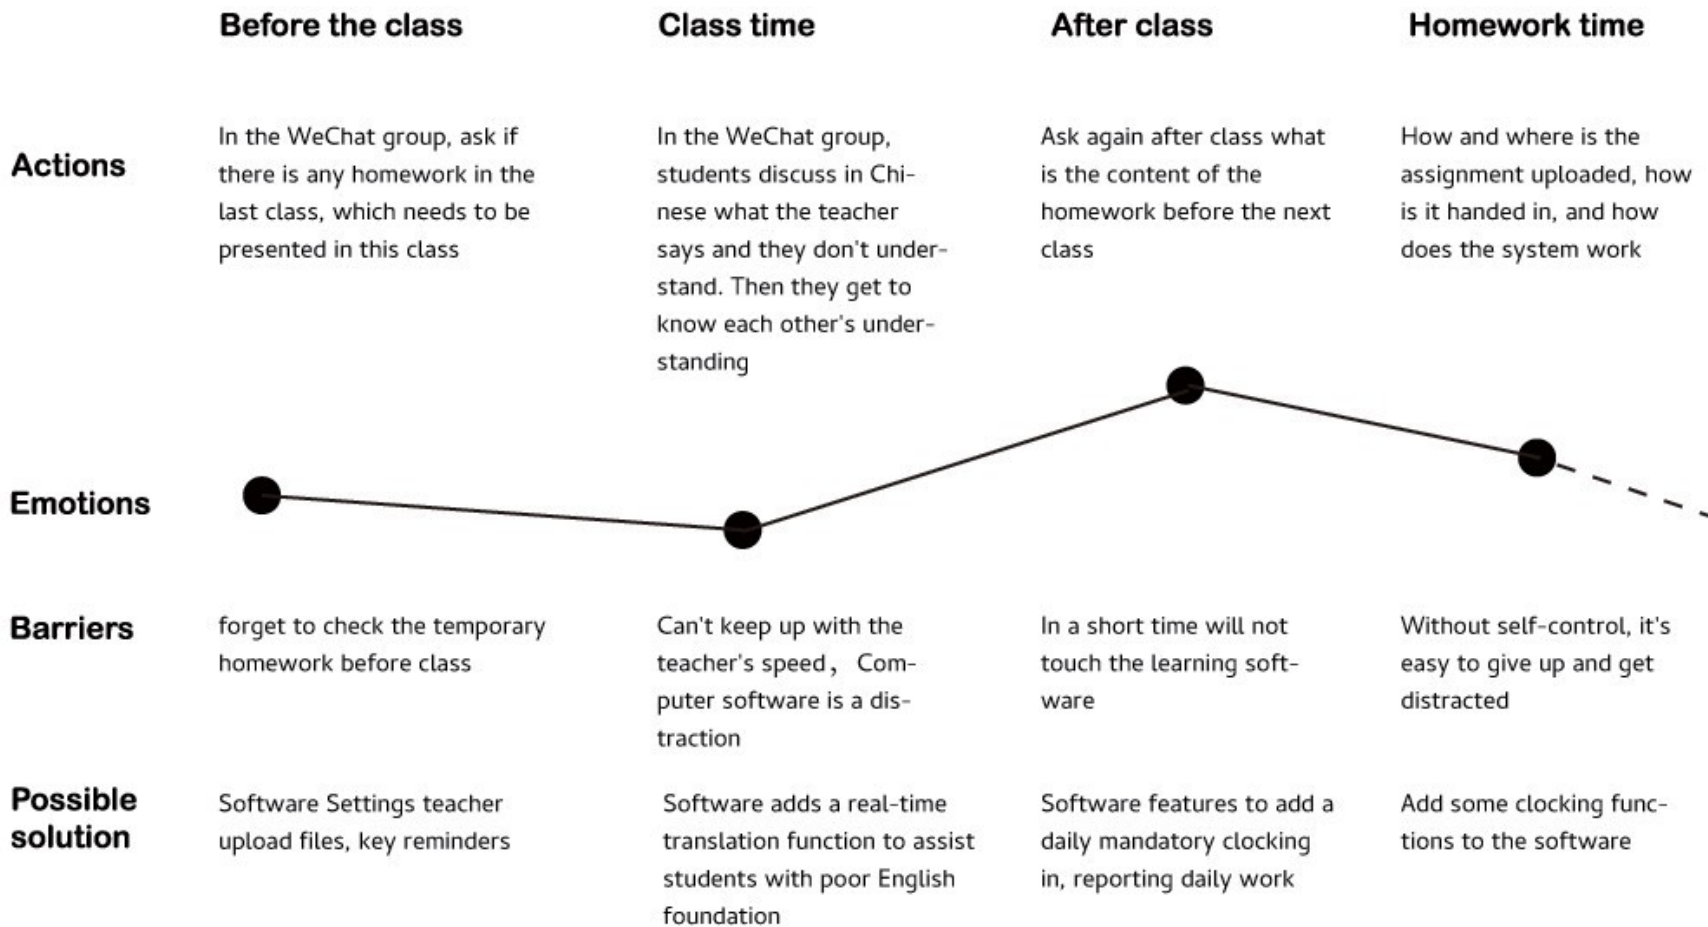 Before the class
Class time
After class
Homework time
Actions
In the WeChat group, ask if
there is any homework in the
last class, which needs to be
presented in this class
In the WeChat group,
students discuss in Chi-
nese what the teacher
says and they don't under-
stand. Then they get to
know each other's under-
standing
Ask again after class what
is the content of the
homework before the next
class
How and where is the
assignment uploaded, how
is it handed in, and how
does the system work
Emotions
Barriers
forget to check the temporary
homework before class
Can't keep up with the
teacher's speed，Com-
puter software is a dis-
traction
In a short time will not
touch the learning soft-
ware
Without self-control, it's
easy to give up and get
distracted
Possible
solution
Software Settings teacher
upload files, key reminders
Software adds a real-time
translation function to assist
students with poor English
foundation
Software features to add a
daily mandatory clocking
in, reporting daily work
Add some clocking func-
tions to the software